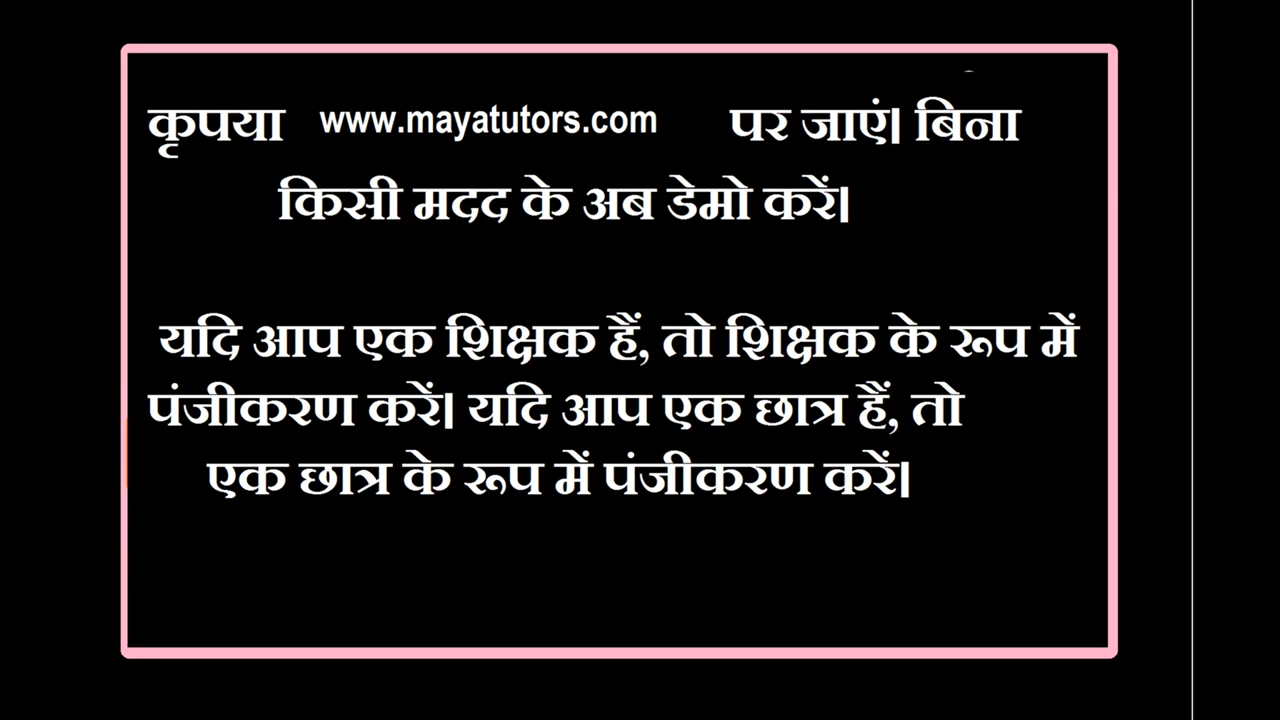 कृपया www.mayatutors.com पर जाएं। बिना
किसी मदद के अब डेमो करें।
यदि आप एक शिक्षक हैं, तो शिक्षक के रूप में
पंजीकरण करें। यदि आप एक छात्र हैं, तो
एक छात्र के रूप में पंजीकरण करें।